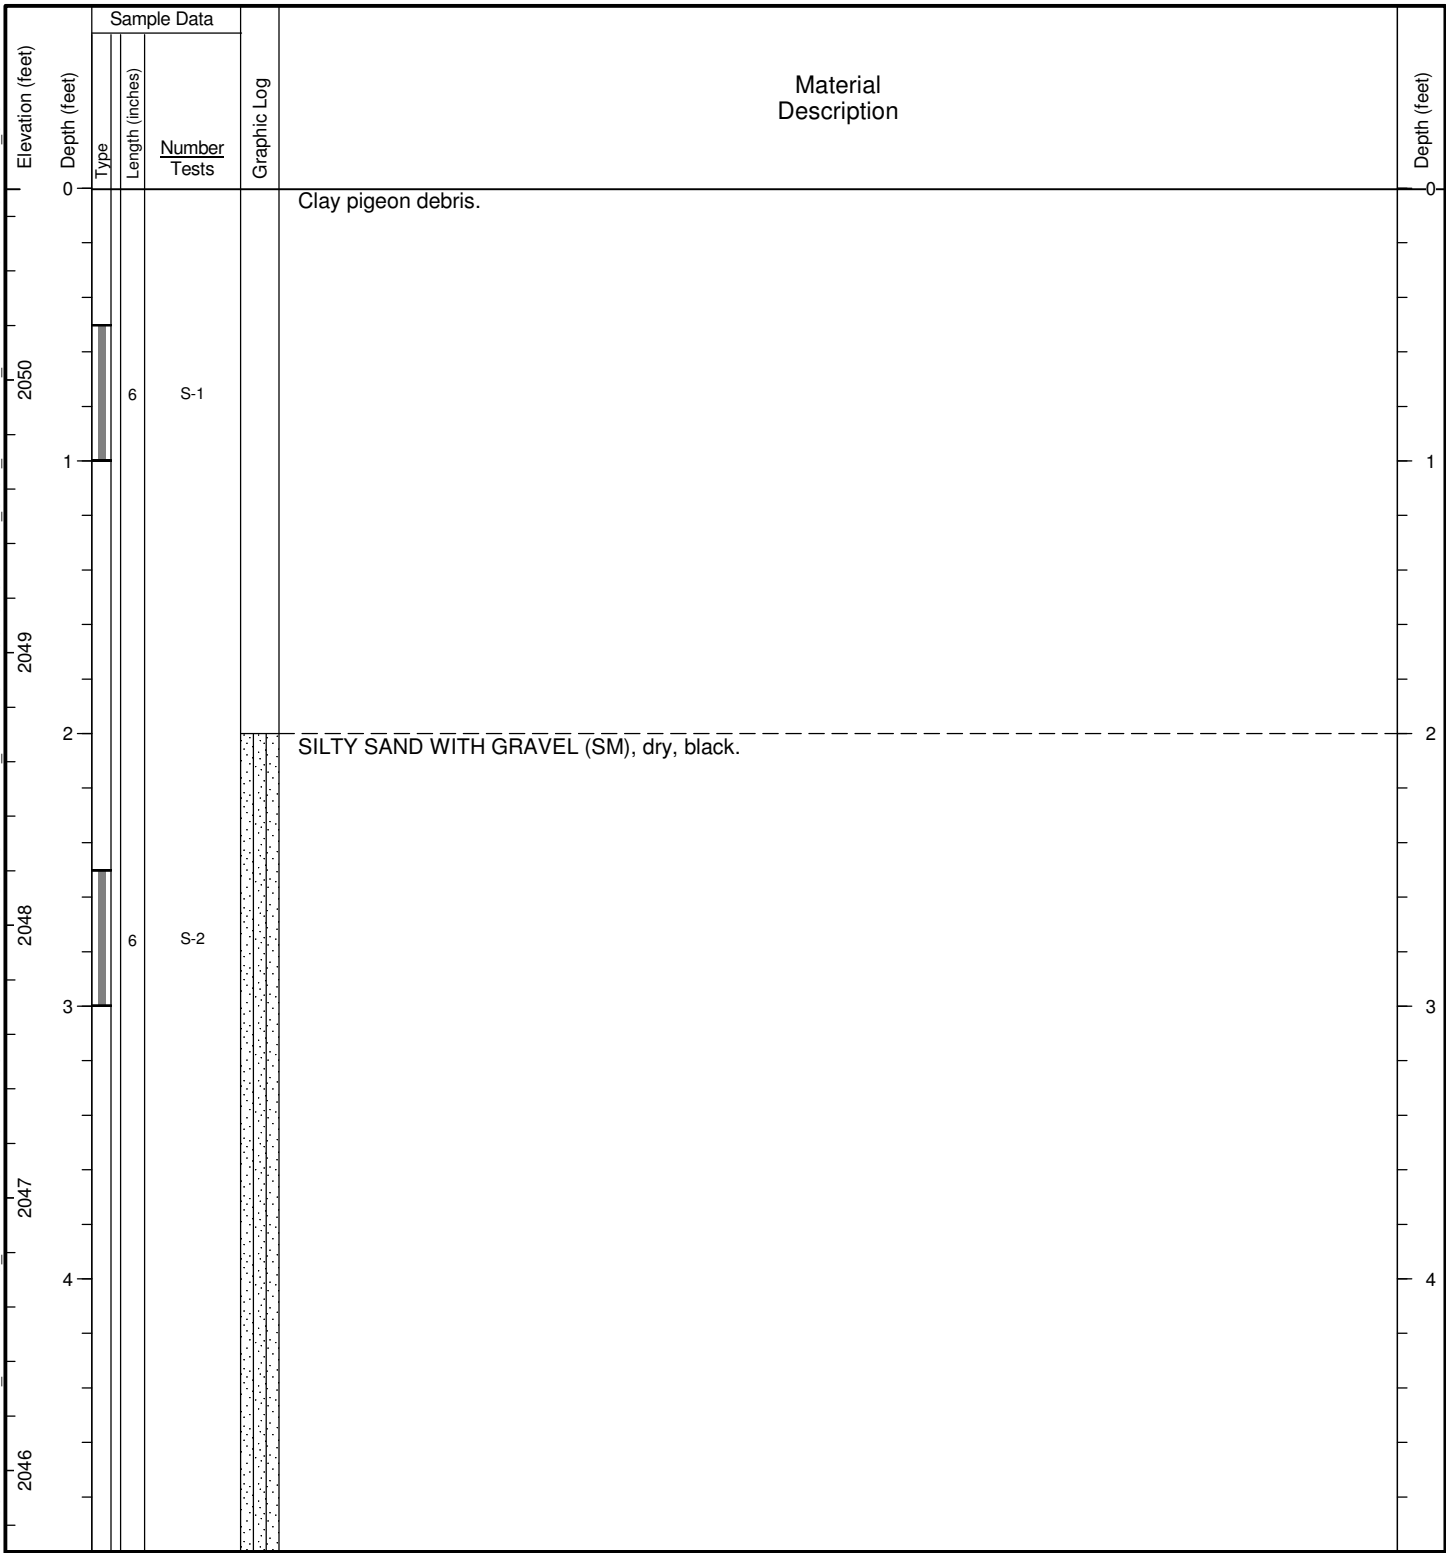 Sample Data
Elevation (feet)
Depth (feet)
Type
Length (inches)
Number
Tests
Graphic Log
Material
Description
Depth (feet)
0
0
Clay pigeon debris.
2050
6
S-1
1
1
2049
2
2
SILTY SAND WITH GRAVEL (SM), dry, black.
2048
6
S-2
3
3
2047
4
4
2046